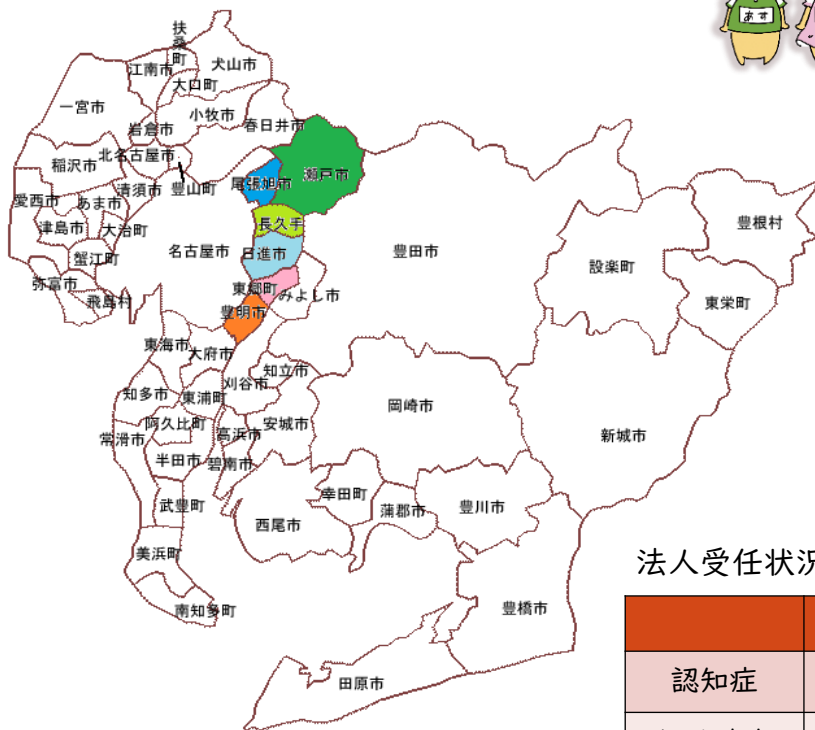 あす
扶桑町
江南市
犬山市
大口町
一宮市
小牧市
岩倉市
春日井市
稲沢市
北名古屋市
尾張旭市
瀬戸市
愛西市
あま市
清須市
豊山町
津島市
大治町
長久手
豊根村
名古屋市
日進市
豊田市
蟹江町
設楽町
弥富市
東郷町
みよし市
飛島村
豊明市
東栄町
東海市
大府市
知立市
知多市
東浦町
刈谷市
岡崎市
阿久比町
常滑市
高浜市
安城市
新城市
半田市
碧南市
幸田町
武豊町
西尾市
蒲郡市
豊川市
美浜町
法人受任状況
南知多町
豊橋市
認知症
田原市